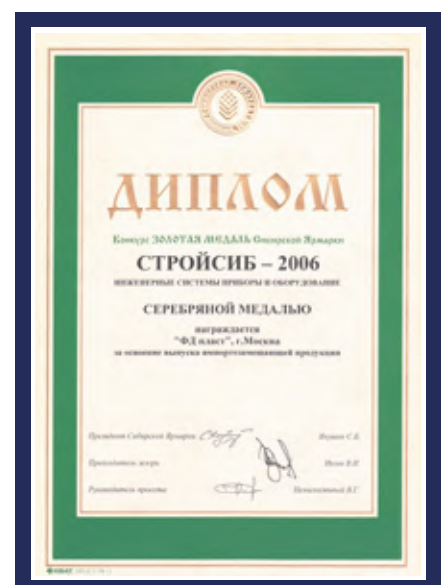 ДИПЛОМ
Конкурс ЗОЛОТАЯ МЕДАЛЬ Сибирской Ярмарки
СТРОЙСИБ – 2006
ИНЖЕНЕРНЫЕ СИСТЕМЫ ПРИБОРЫ И ОБОРУДОВАНИЕ
СЕРЕБРЯНОЙ МЕДАЛЬЮ
награждается
"ФД пласт", г.Москва
за освоение выпуска импортозамещающей продукции
Президент Сибирской Ярмарки С.Б.
Председатель жюри В.И.
Руководитель проекта В.Г.